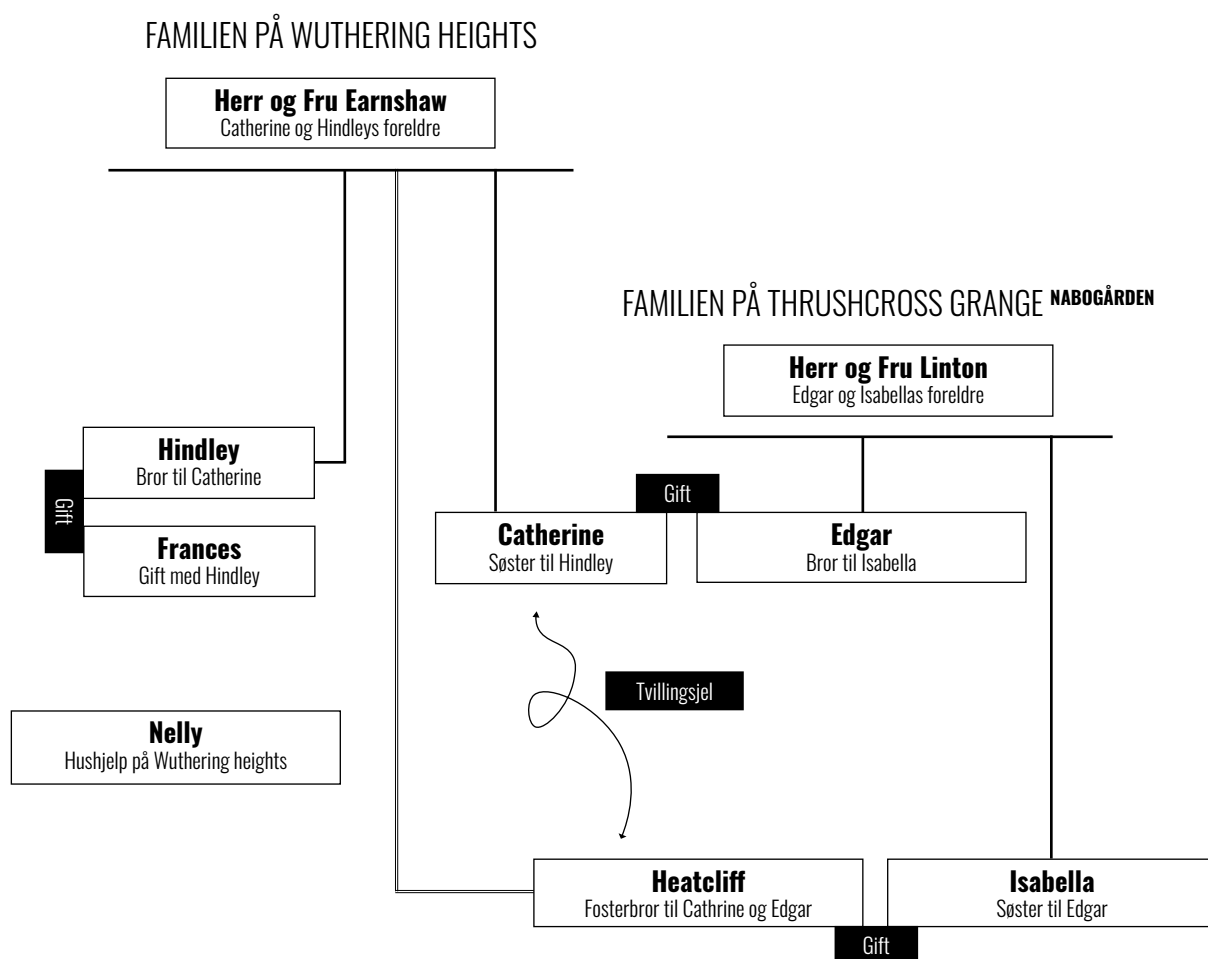 FAMILIEN PÅ WUTHERING HEIGHTS
Herr og Fru Earnshaw
Catherine og Hindleys foreldre
FAMILIEN PÅ THRUSHCROSS GRANGE NABOGÅRDEN
Herr og Fru Linton
Edgar og Isabellas foreldre
Hindley
Bror til Catherine
Gift
Frances
Gift med Hindley
Gift
Catherine
Søster til Hindley
Edgar
Bror til Isabella
Tvillingsjel
Nelly
Hushjelp på Wuthering heights
Heatcliff
Fosterbror til Cathrine og Edgar
Isabella
Søster til Edgar
Gift